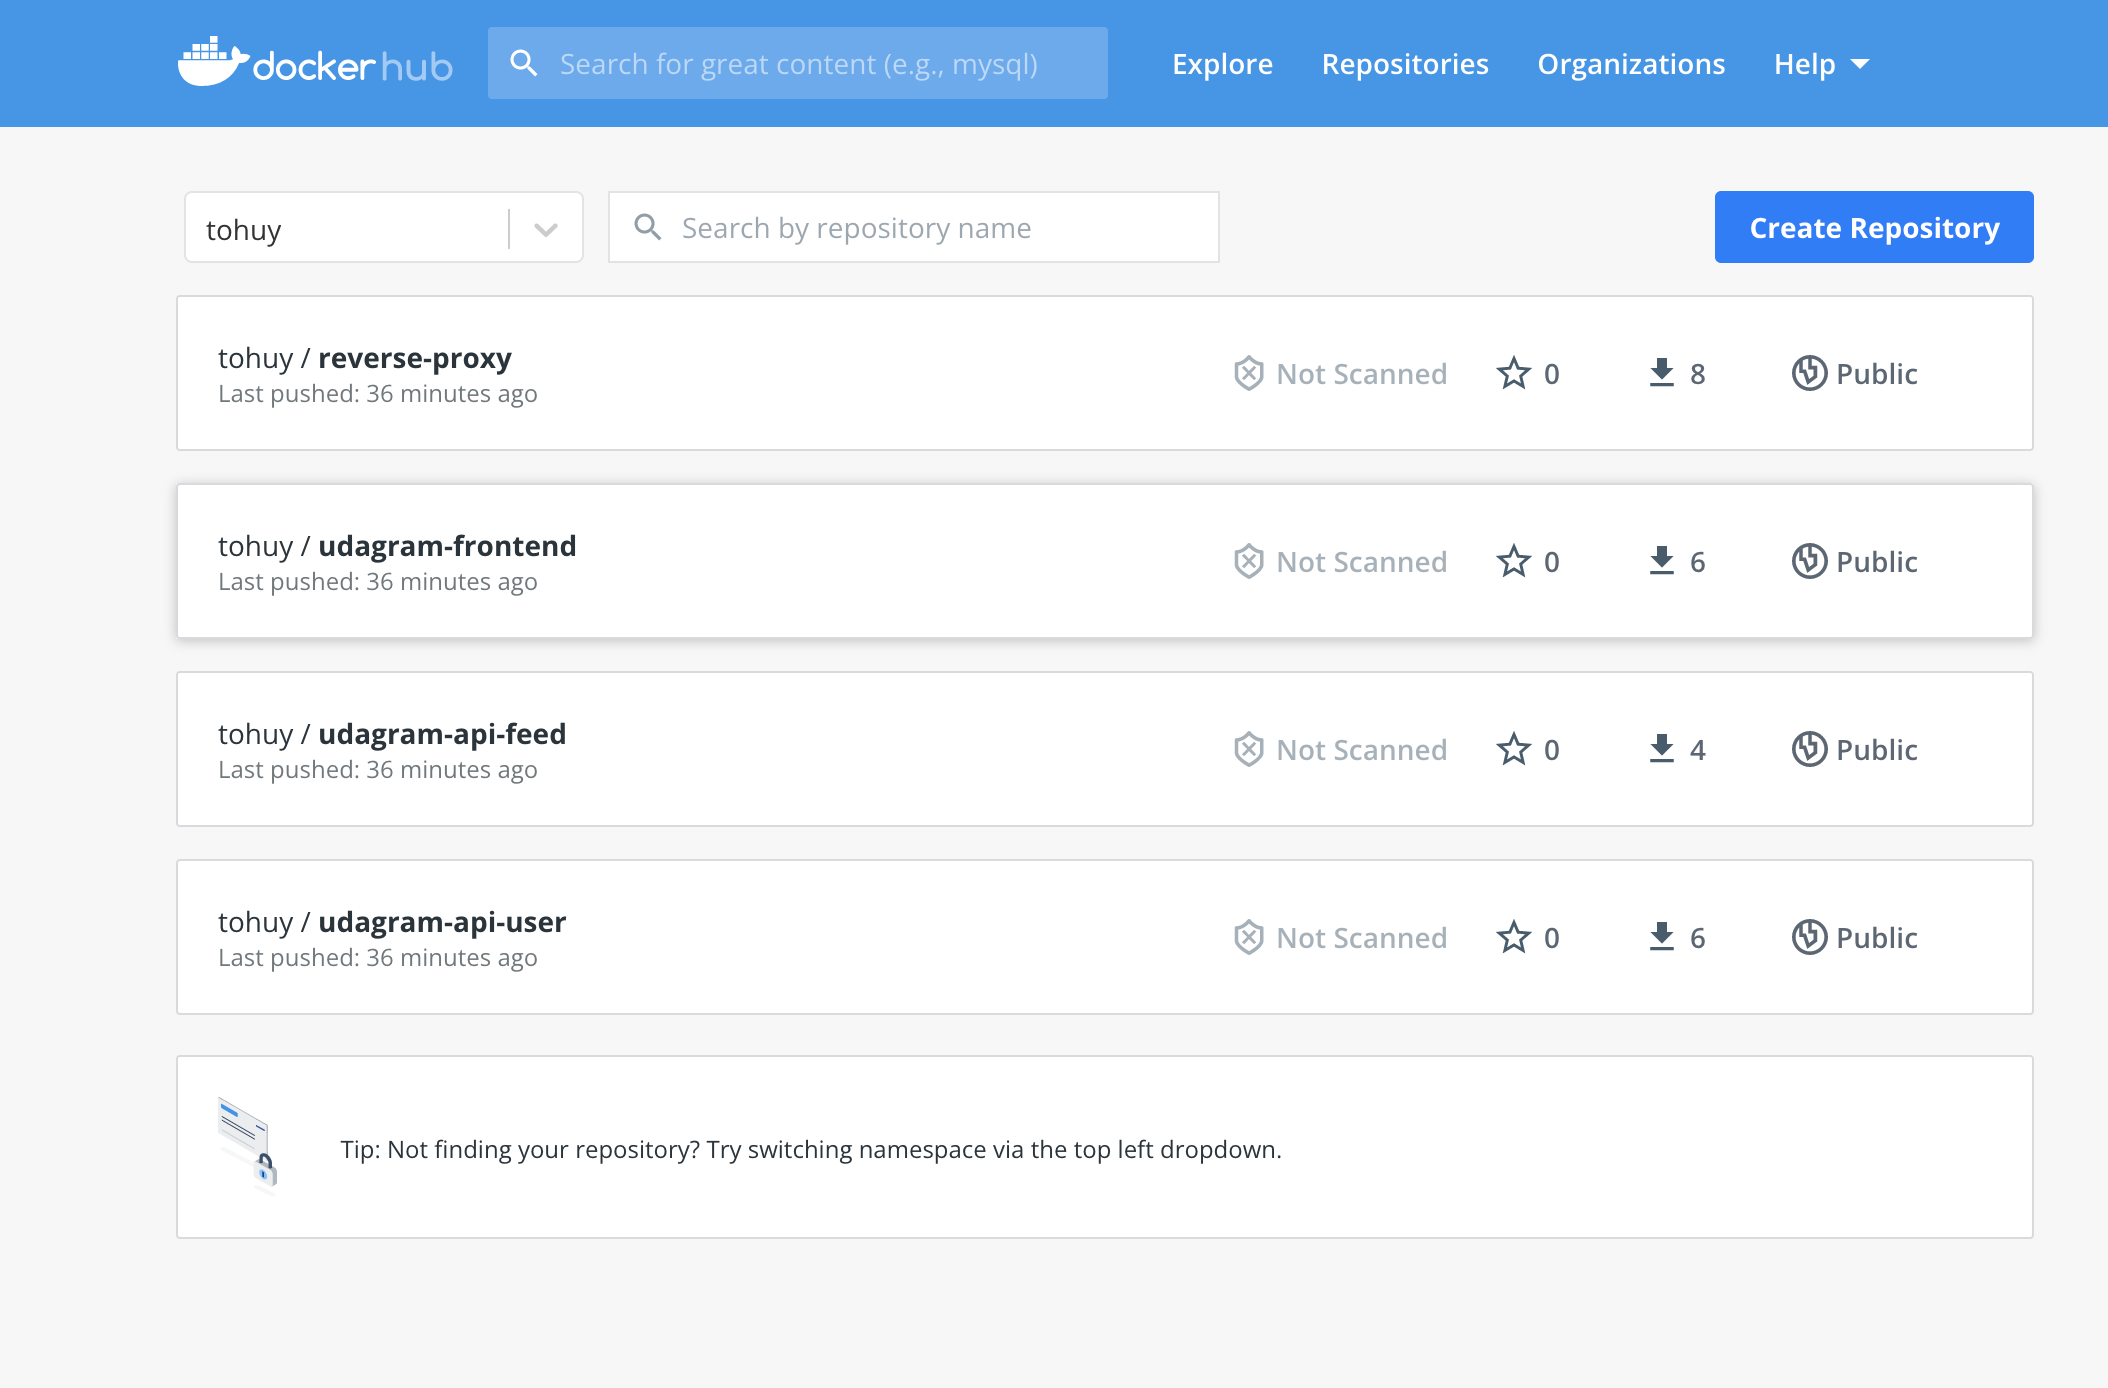 docker hub
Search for great content (e.g., mysql)
Explore
Repositories
Organizations
Help
tohuy
Search by repository name
Create Repository
tohuy / reverse-proxy
Last pushed: 36 minutes ago
Not Scanned
0
8
Public
tohuy / udagram-frontend
Last pushed: 36 minutes ago
Not Scanned
0
6
Public
tohuy / udagram-api-feed
Last pushed: 36 minutes ago
Not Scanned
0
4
Public
tohuy / udagram-api-user
Last pushed: 36 minutes ago
Not Scanned
0
6
Public
Tip: Not finding your repository? Try switching namespace via the top left dropdown.